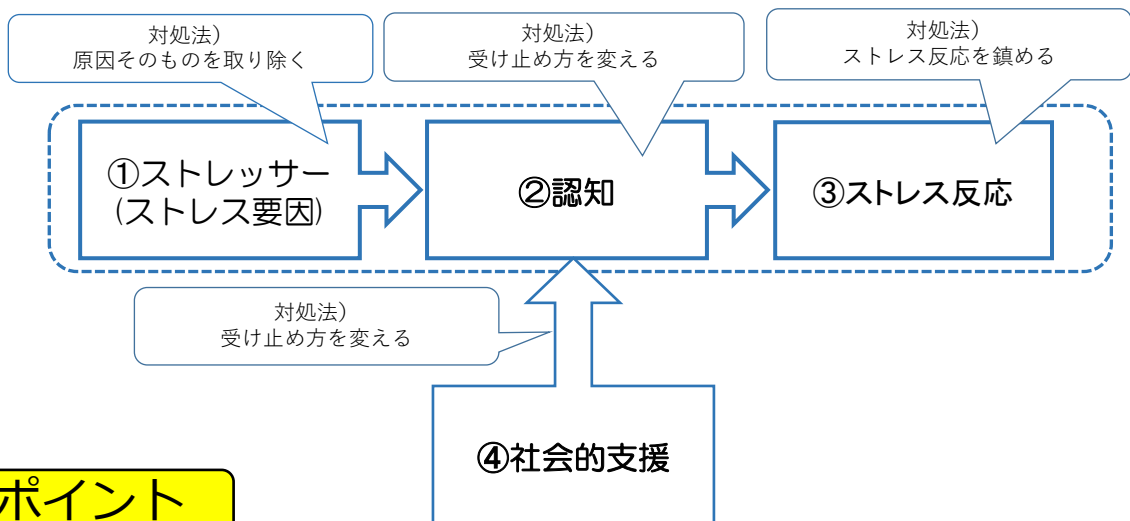 対処法)
原因そのものを取り除く
対処法)
受け止め方を変える
対処法)
ストレス反応を鎮める
①ストレッサー
(ストレス要因)
②認知
③ストレス反応
対処法)
受け止め方を変える
④社会的支援
ポイント